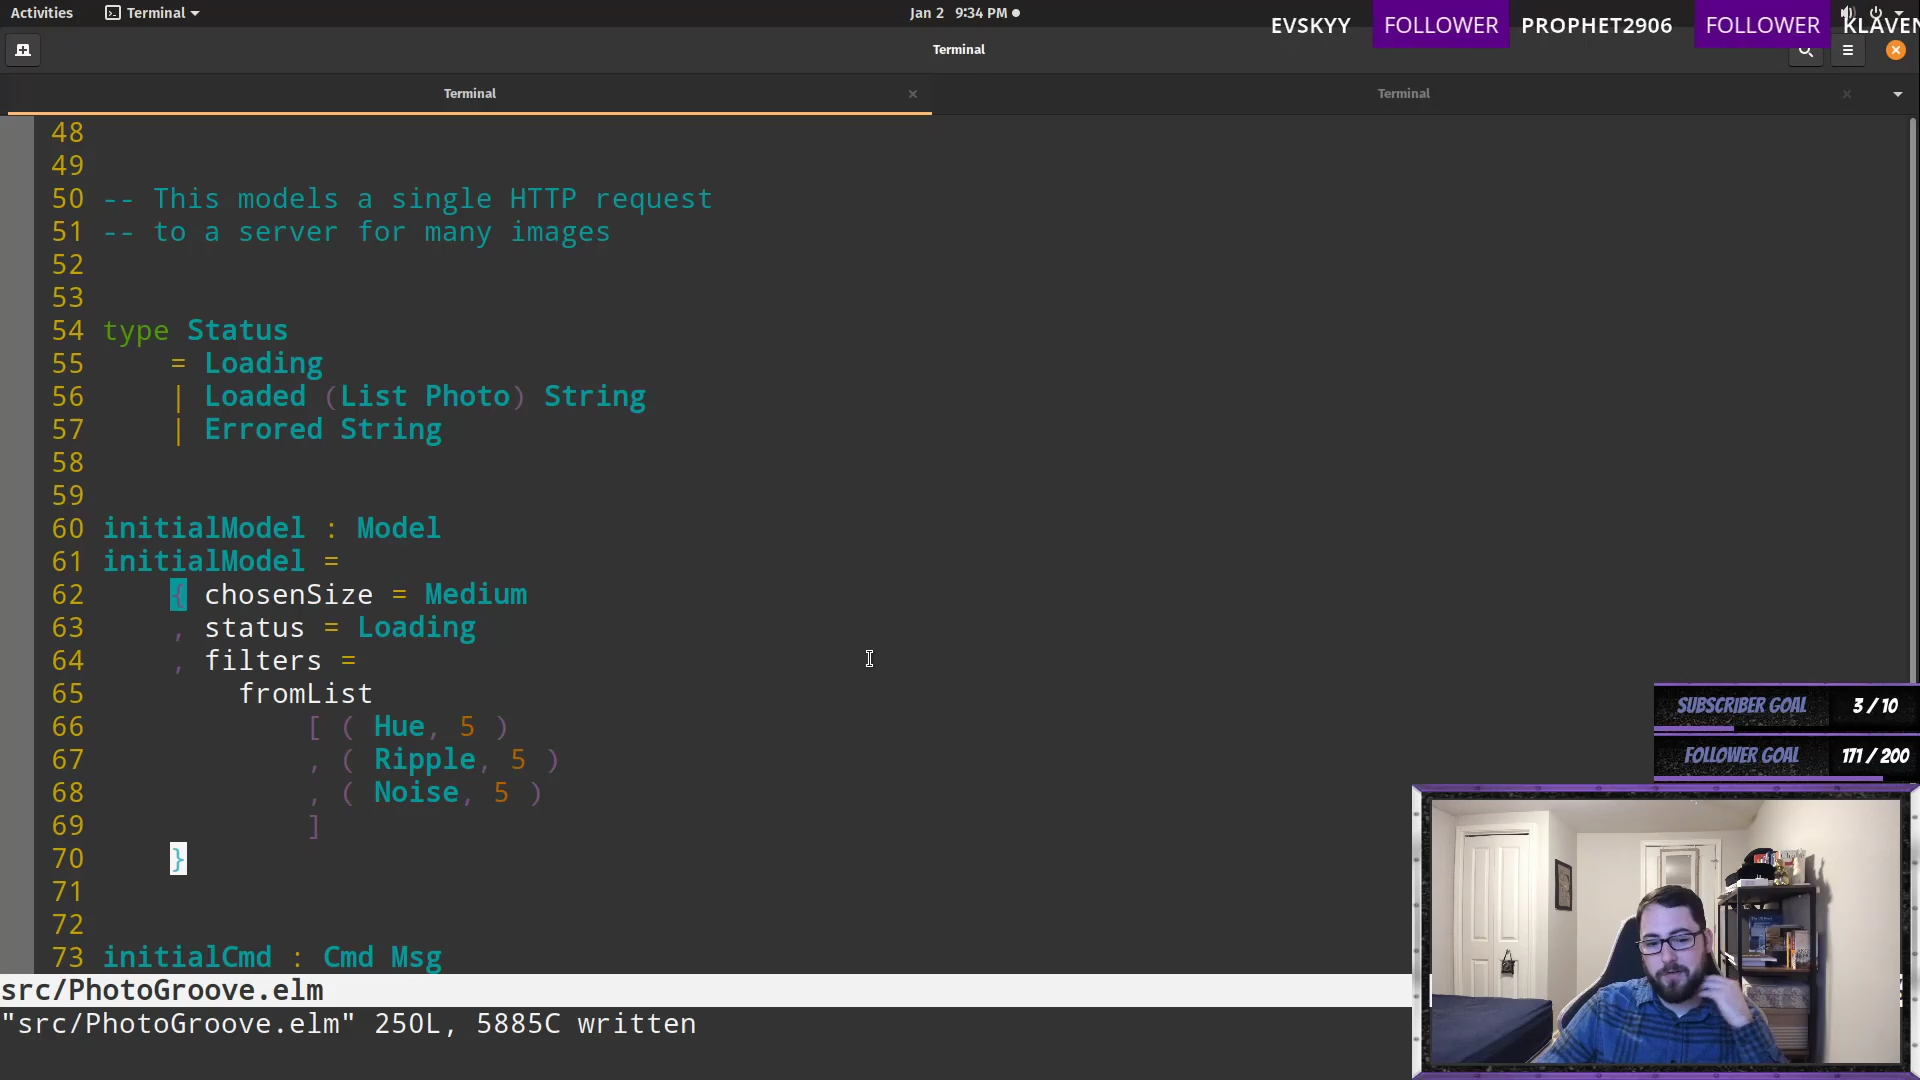 Activities
Terminal
Jan 2 9:34 PM
EVSKYY FOLLOWER PROPHET2906 FOLLOWER KLAVEN
Terminal
Terminal
Terminal
48
49
50 -- This models a single HTTP request
51 -- to a server for many images
52
53
54 type Status
55 = Loading
56 | Loaded (List Photo) String
57 | Errored String
58
59
60 initialModel : Model
61 initialModel =
62 { chosenSize = Medium
63 , status = Loading
64 , filters =
65 fromList
66 [ ( Hue, 5 )
67 , ( Ripple, 5 )
68 , ( Noise, 5 )
69 ]
70 }
71
72
73 initialCmd : Cmd Msg
src/PhotoGroove.elm
"src/PhotoGroove.elm" 250L, 5885C written
SUBSCRIBER GOAL 3 / 10
FOLLOWER GOAL 171 / 200